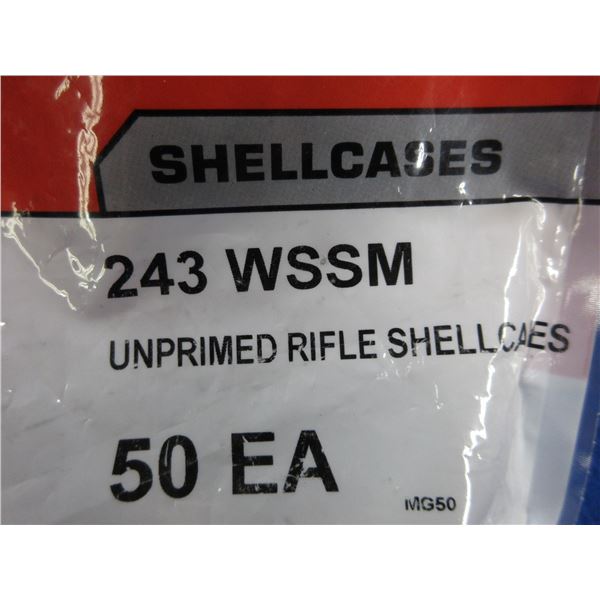 SHELLCASES
243 WSSM
UNPRIMED RIFLE SHELLCAES
50 EA
MG50